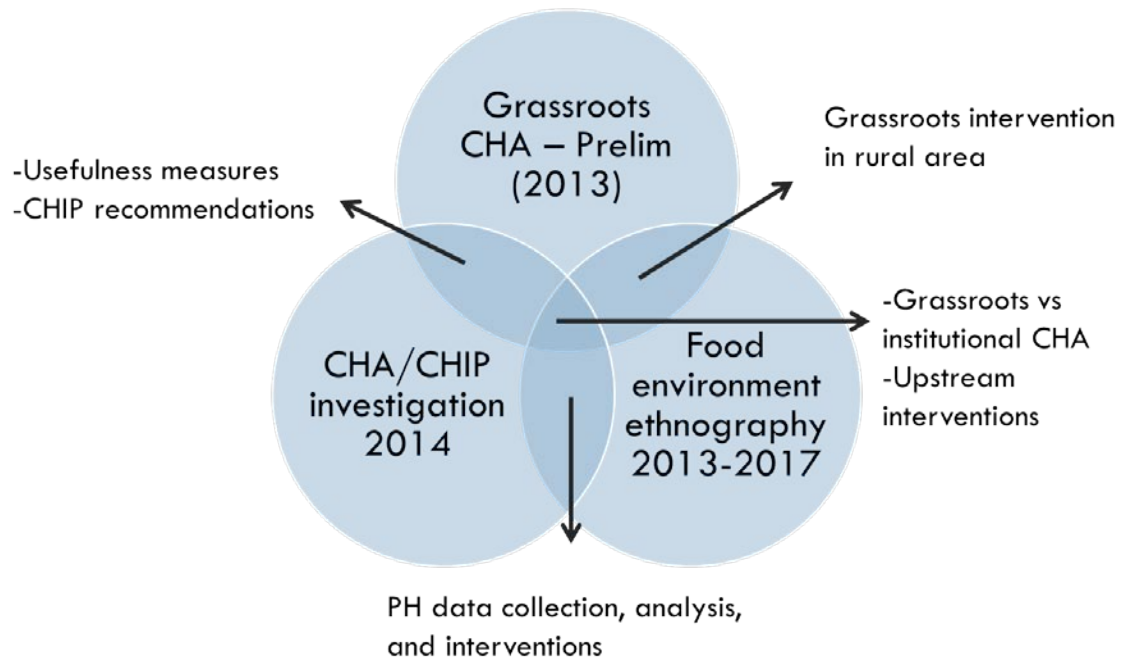 Grassroots
CHA – Prelim
(2013)
Grassroots intervention
in rural area
-Usefulness measures
-CHIP recommendations
-Grassroots vs
institutional CHA
-Upstream
interventions
CHA/CHIP
investigation
2014
Food
environment
ethnography
2013-2017
PH data collection, analysis,
and interventions